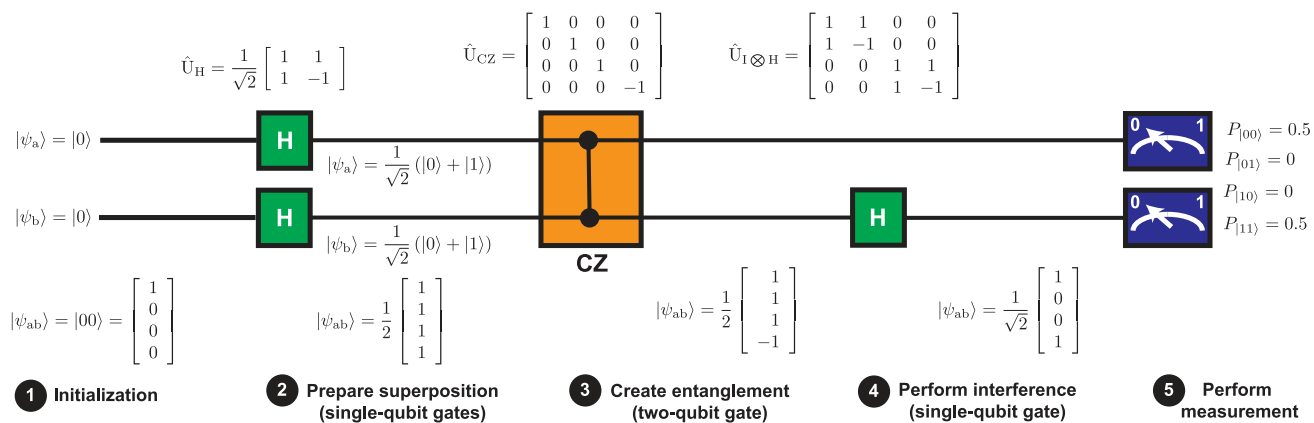 Û_H = 1/√2 [ 1 1
1 −1 ]
Û_CZ = [ 1 0 0 0
0 1 0 0
0 0 1 0
0 0 0 −1 ]
Û_I⊗H = [ 1 1 0 0
1 −1 0 0
0 0 1 1
0 0 1 −1 ]
|ψ_a⟩ = |0⟩
H
|ψ_a⟩ = 1/√2 (|0⟩ + |1⟩)
0 1
P_|00⟩ = 0.5
P_|01⟩ = 0
|ψ_b⟩ = |0⟩
H
|ψ_b⟩ = 1/√2 (|0⟩ + |1⟩)
CZ
H
0 1
P_|10⟩ = 0
P_|11⟩ = 0.5
|ψ_ab⟩ = |00⟩ = [ 1
0
0
0 ]
|ψ_ab⟩ = 1/2 [ 1
1
1
1 ]
|ψ_ab⟩ = 1/2 [ 1
1
1
−1 ]
|ψ_ab⟩ = 1/√2 [ 1
0
0
1 ]
1 Initialization
2 Prepare superposition
(single-qubit gates)
3 Create entanglement
(two-qubit gate)
4 Perform interference
(single-qubit gate)
5 Perform
measurement